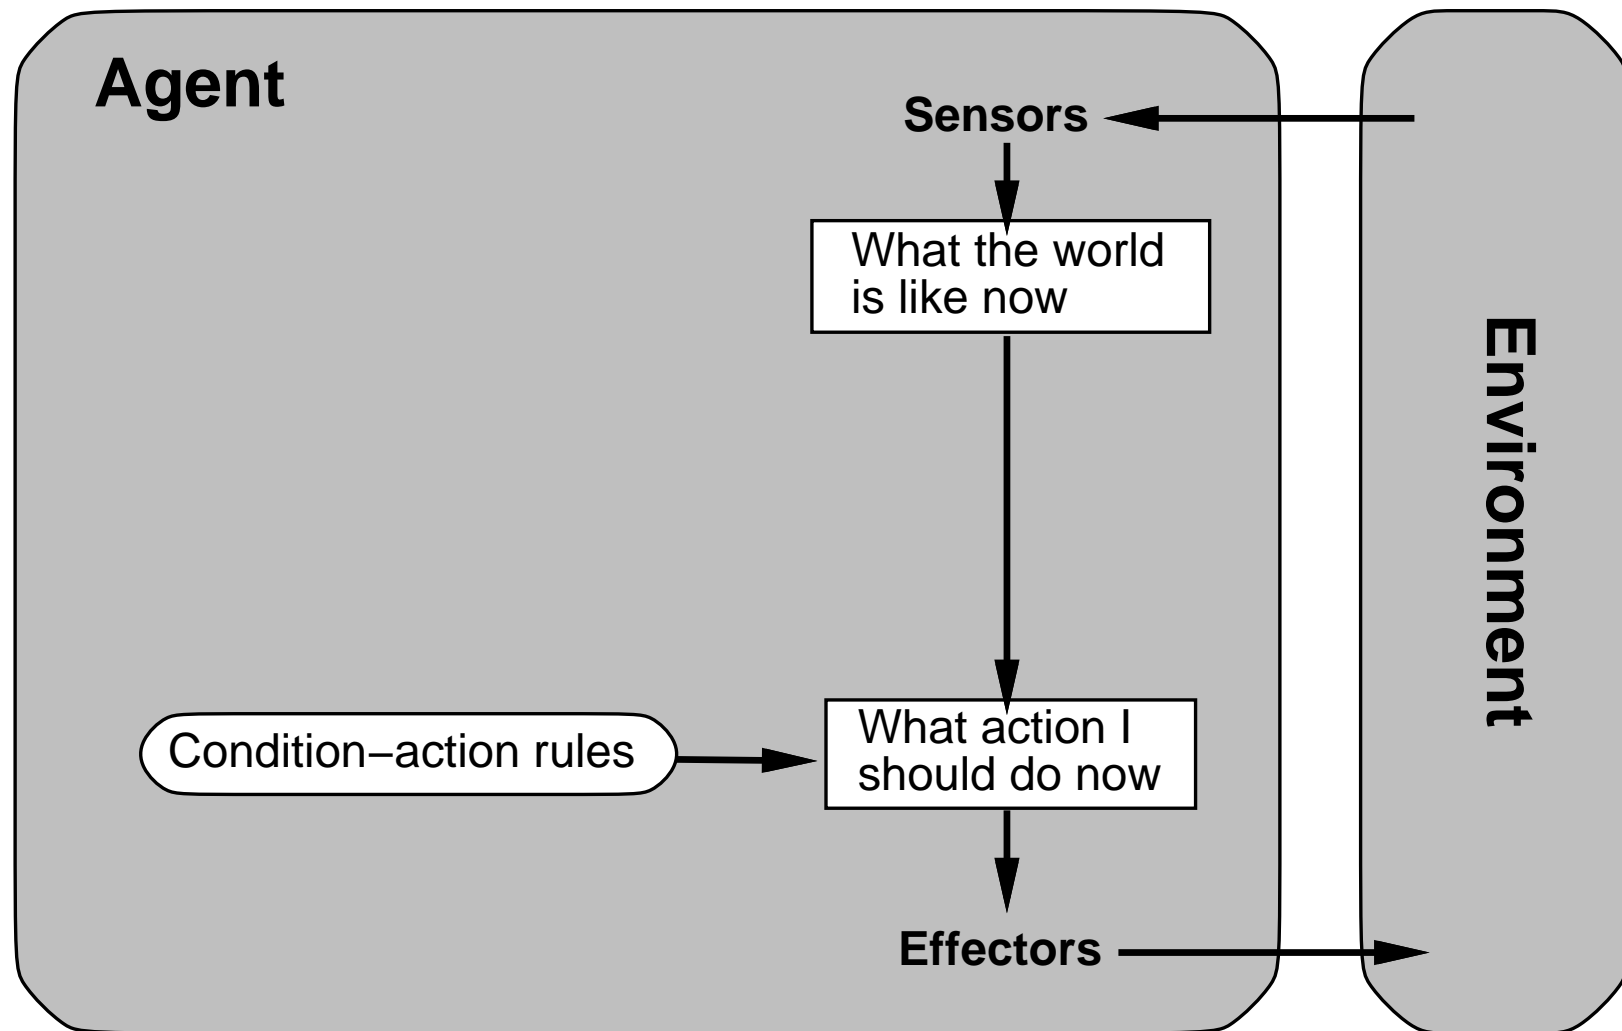 Agent
Sensors
What the world
is like now
Environment
Condition−action rules
What action I
should do now
Effectors